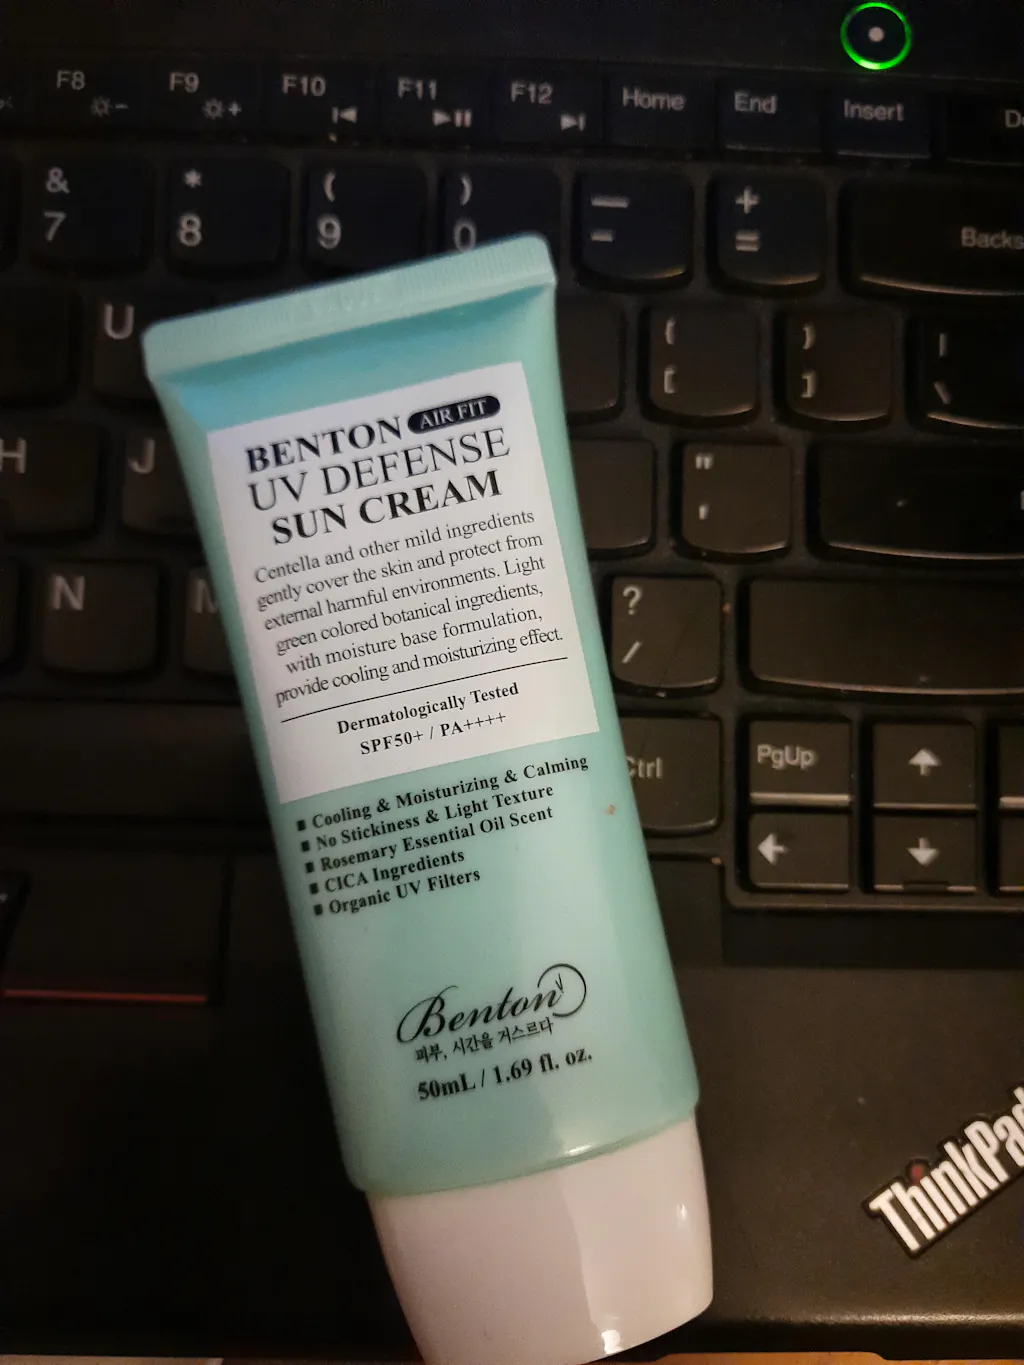 F8 F9 F10 F11 F12 Home End Insert
& * ( ) — +
7 8 9 0 - = Backs
U { } |
[ ] \
H J " '
N M ? /
Ctrl PgUp
BENTON AIR FIT
UV DEFENSE
SUN CREAM
Centella and other mild ingredients
gently cover the skin and protect from
external harmful environments. Light
green colored botanical ingredients,
with moisture base formulation,
provide cooling and moisturizing effect.
Dermatologically Tested
SPF50+ / PA++++
■ Cooling & Moisturizing & Calming
■ No Stickiness & Light Texture
■ Rosemary Essential Oil Scent
■ CICA Ingredients
■ Organic UV Filters
Benton
피부, 시간을 거스르다
50mL / 1.69 fl. oz.
ThinkPad